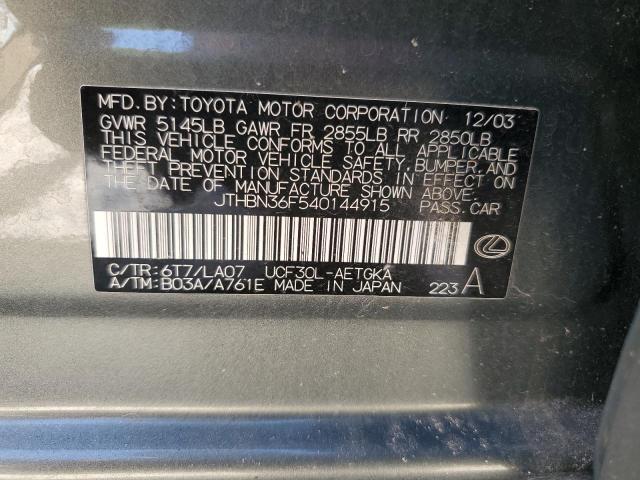 MFD. BY: TOYOTA MOTOR CORPORATION 12/03
GVWR 5145LB GAWR FR 2855LB RR 2850LB
THIS VEHICLE CONFORMS TO ALL APPLICABLE
FEDERAL MOTOR VEHICLE SAFETY, BUMPER, AND
THEFT PREVENTION STANDARDS IN EFFECT ON
THE DATE OF MANUFACTURE SHOWN ABOVE.
JTHBN36F540144915 PASS. CAR
C/TR: 6T7/LA07 UCF30L-AETGKA
A/TM: B03A/A761E MADE IN JAPAN 223 A